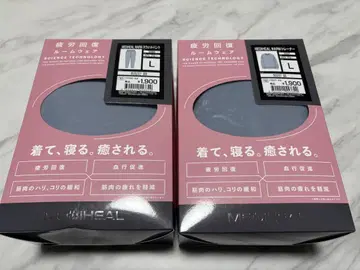 疲労回復
ルームウェア
SCIENCE TECHNOLOGY
L
¥1,900
着て、寝る。癒される。
疲労回復
血行促進
筋肉のハリ、コリの緩和
筋肉の疲れを軽減
MEDIHEAL
疲労回復
ルームウェア
SCIENCE TECHNOLOGY
L
¥1,900
着て、寝る。癒される。
疲労回復
血行促進
筋肉のハリ、コリの緩和
筋肉の疲れを軽減
MEDIHEAL